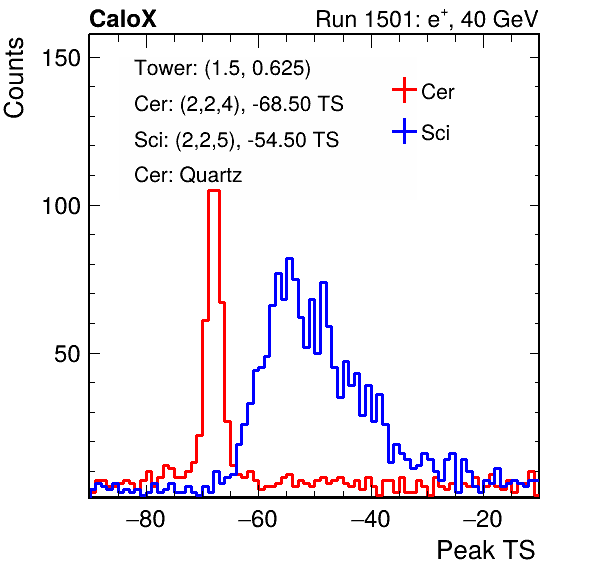 CaloX Run 1501: e⁺, 40 GeV
Counts
150
100
50
Tower: (1.5, 0.625)
Cer: (2,2,4), -68.50 TS
Sci: (2,2,5), -54.50 TS
Cer: Quartz
Cer
Sci
−80 −60 −40 −20
Peak TS